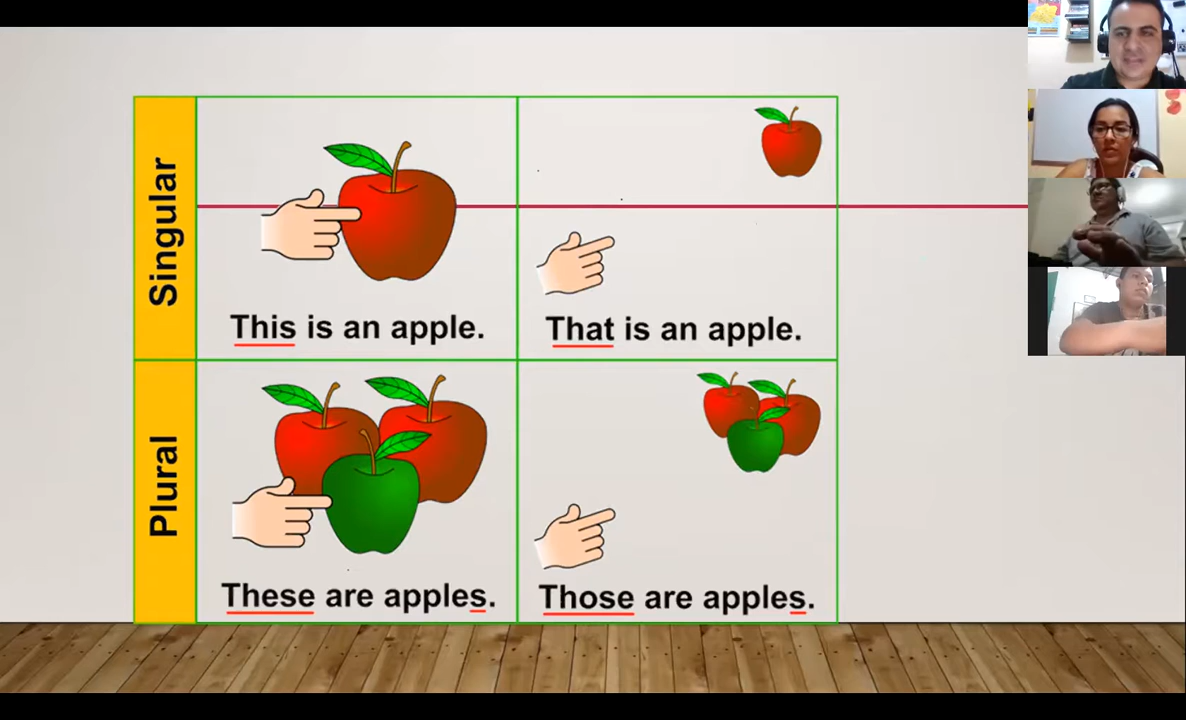 Singular
This is an apple.
That is an apple.
Plural
These are apples.
Those are apples.